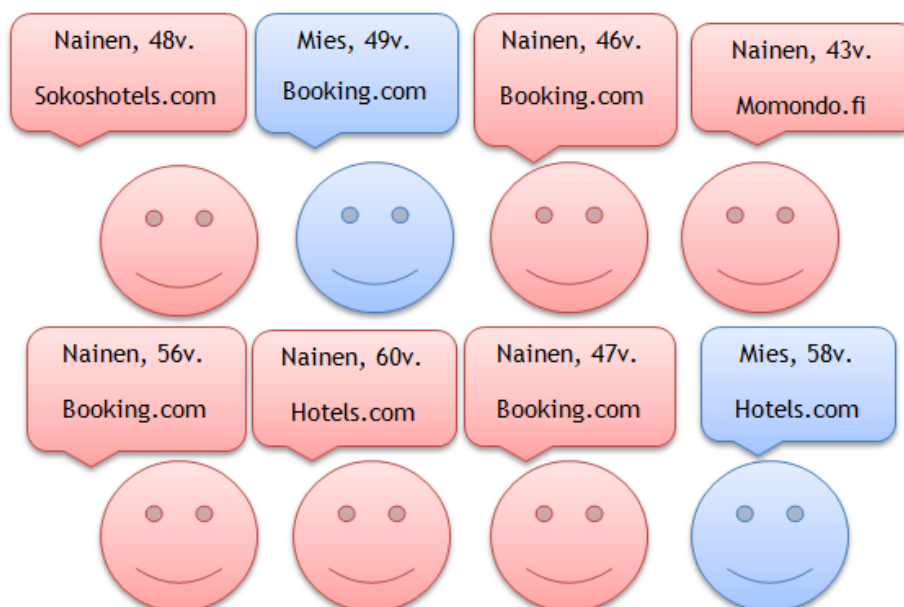 Nainen, 48v.
Sokoshotels.com
Mies, 49v.
Booking.com
Nainen, 46v.
Booking.com
Nainen, 43v.
Momondo.fi
Nainen, 56v.
Booking.com
Nainen, 60v.
Hotels.com
Nainen, 47v.
Booking.com
Mies, 58v.
Hotels.com